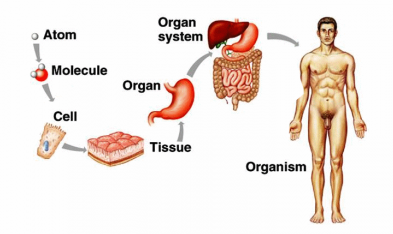 Atom
Molecule
Cell
Tissue
Organ
Organ
system
Organism